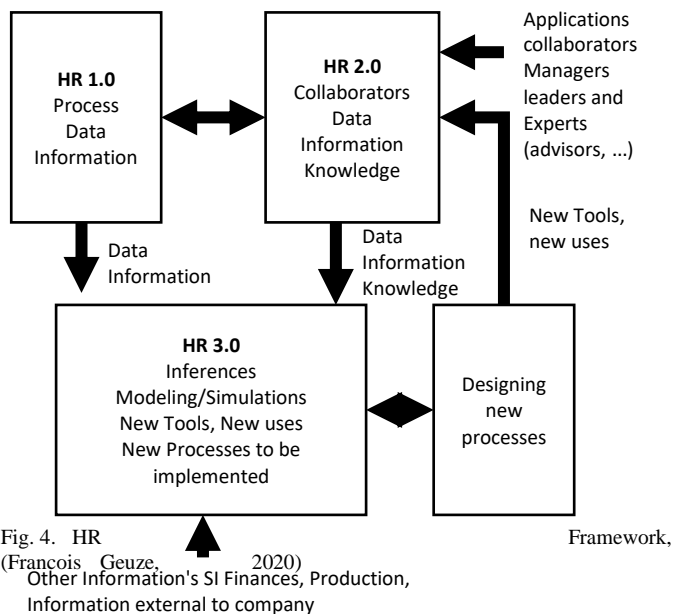 HR 1.0
Process
Data
Information
HR 2.0
Collaborators
Data
Information
Knowledge
Applications
collaborators
Managers
leaders and
Experts
(advisors, ...)
New Tools,
new uses
Data
Information
Data
Information
Knowledge
HR 3.0
Inferences
Modeling/Simulations
New Tools, New uses
New Processes to be
implemented
Designing
new
processes
Fig. 4. HR Framework,
(Francois Geuze, 2020)
Other Information's SI Finances, Production,
Information external to company